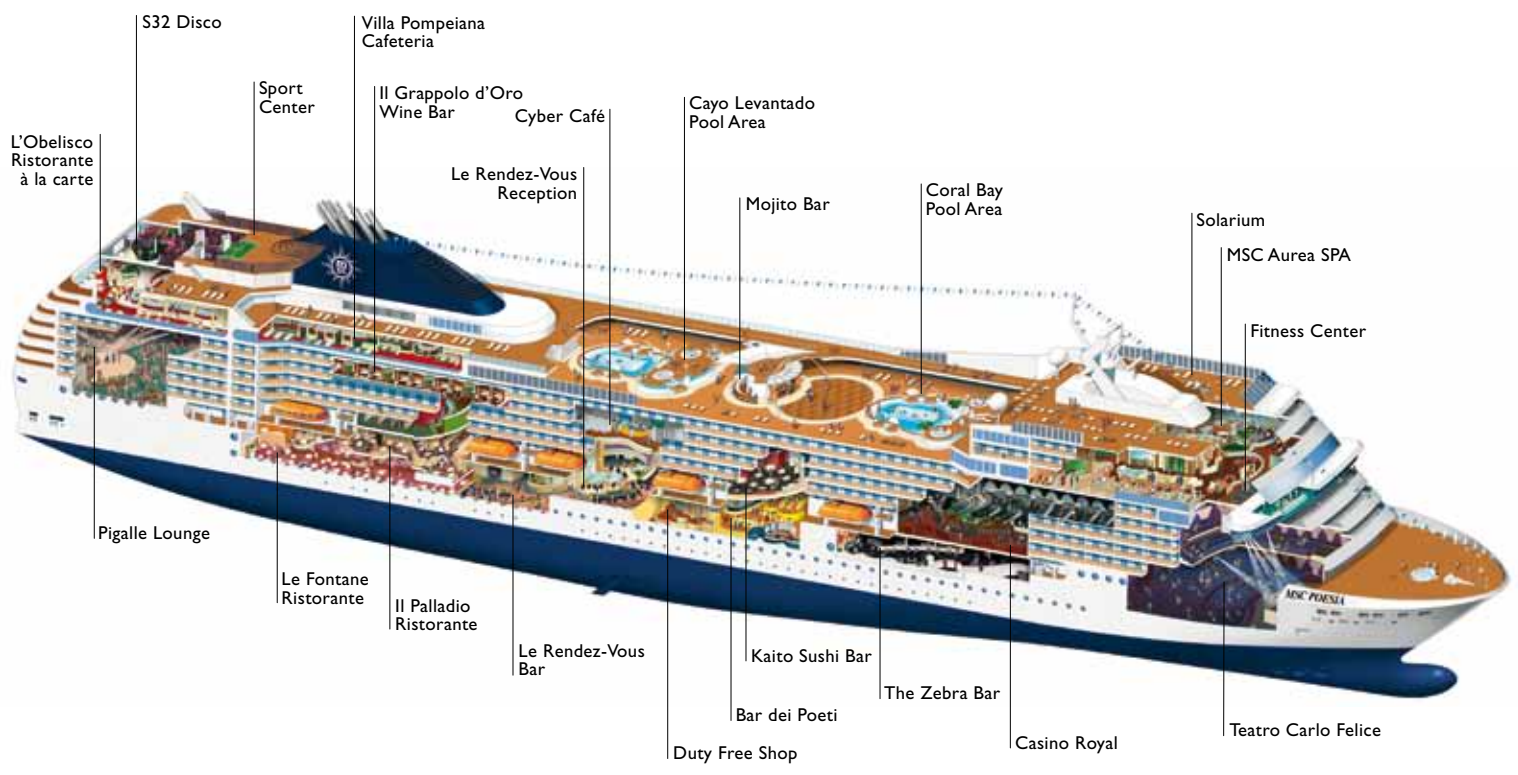 S32 Disco
Villa Pompeiana
Cafeteria
Sport
Center
Il Grappolo d’Oro
Wine Bar
Cyber Café
Cayo Levantado
Pool Area
L’Obelisco
Ristorante
à la carte
Le Rendez-Vous
Reception
Mojito Bar
Coral Bay
Pool Area
Solarium
MSC Aurea SPA
Fitness Center
Pigalle Lounge
Le Fontane
Ristorante
Il Palladio
Ristorante
Le Rendez-Vous
Bar
Kaito Sushi Bar
The Zebra Bar
Bar dei Poeti
Duty Free Shop
Casino Royal
Teatro Carlo Felice
MSC POESIA